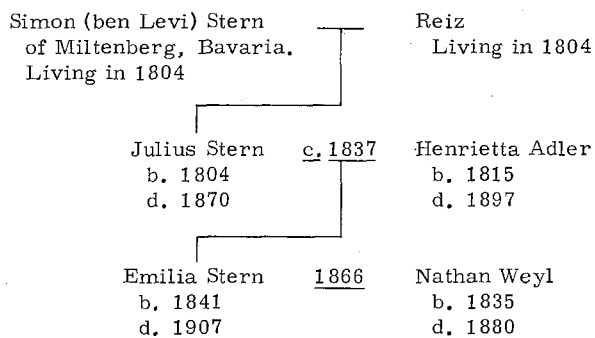 Simon (ben Levi) Stern
of Miltenberg, Bavaria.
Living in 1804
Reiz
Living in 1804
Julius Stern
b. 1804
d. 1870
c. 1837
Henrietta Adler
b. 1815
d. 1897
Emilia Stern
b. 1841
d. 1907
1866
Nathan Weyl
b. 1835
d. 1880